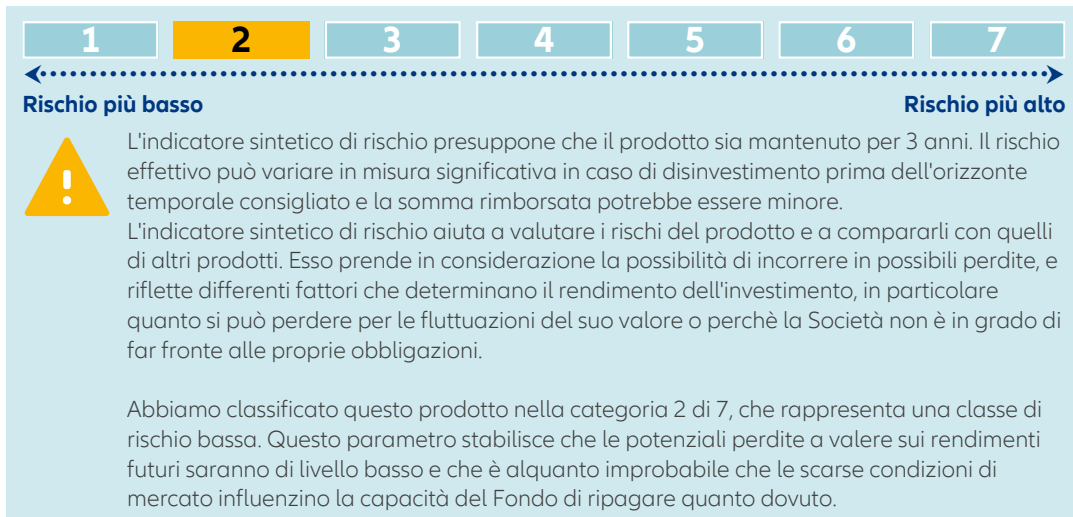 1 2 3 4 5 6 7
Rischio più basso Rischio più alto
L'indicatore sintetico di rischio presuppone che il prodotto sia mantenuto per 3 anni. Il rischio
effettivo può variare in misura significativa in caso di disinvestimento prima dell'orizzonte
temporale consigliato e la somma rimborsata potrebbe essere minore.
L'indicatore sintetico di rischio aiuta a valutare i rischi del prodotto e a compararli con quelli
di altri prodotti. Esso prende in considerazione la possibilità di incorrere in possibili perdite, e
riflette differenti fattori che determinano il rendimento dell'investimento, in particolare
quanto si può perdere per le fluttuazioni del suo valore o perchè la Società non è in grado di
far fronte alle proprie obbligazioni.
Abbiamo classificato questo prodotto nella categoria 2 di 7, che rappresenta una classe di
rischio bassa. Questo parametro stabilisce che le potenziali perdite a valere sui rendimenti
futuri saranno di livello basso e che è alquanto improbabile che le scarse condizioni di
mercato influenzino la capacità del Fondo di ripagare quanto dovuto.